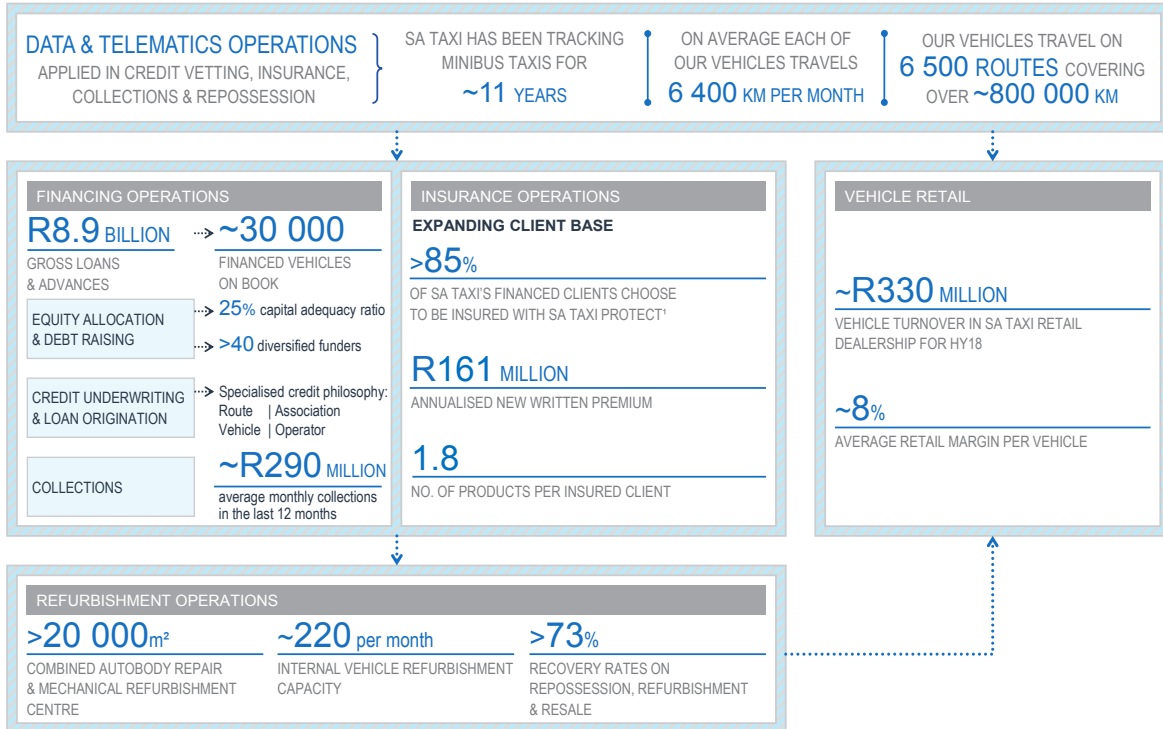 DATA & TELEMATICS OPERATIONS
APPLIED IN CREDIT VETTING, INSURANCE,
COLLECTIONS & REPOSSESSION
SA TAXI HAS BEEN TRACKING
MINIBUS TAXIS FOR
~11 YEARS
ON AVERAGE EACH OF
OUR VEHICLES TRAVELS
6 400 KM PER MONTH
OUR VEHICLES TRAVEL ON
6 500 ROUTES COVERING
OVER ~800 000 KM
FINANCING OPERATIONS
R8.9 BILLION
GROSS LOANS
& ADVANCES
~30 000
FINANCED VEHICLES
ON BOOK
EQUITY ALLOCATION
& DEBT RAISING
25% capital adequacy ratio
>40 diversified funders
CREDIT UNDERWRITING
& LOAN ORIGINATION
Specialised credit philosophy:
Route | Association
Vehicle | Operator
COLLECTIONS
~R290 MILLION
average monthly collections
in the last 12 months
INSURANCE OPERATIONS
EXPANDING CLIENT BASE
>85%
OF SA TAXI'S FINANCED CLIENTS CHOOSE
TO BE INSURED WITH SA TAXI PROTECT¹
R161 MILLION
ANNUALISED NEW WRITTEN PREMIUM
1.8
NO. OF PRODUCTS PER INSURED CLIENT
VEHICLE RETAIL
~R330 MILLION
VEHICLE TURNOVER IN SA TAXI RETAIL
DEALERSHIP FOR HY18
~8%
AVERAGE RETAIL MARGIN PER VEHICLE
REFURBISHMENT OPERATIONS
>20 000m²
COMBINED AUTOBODY REPAIR
& MECHANICAL REFURBISHMENT
CENTRE
~220 per month
INTERNAL VEHICLE REFURBISHMENT
CAPACITY
>73%
RECOVERY RATES ON
REPOSSESSION, REFURBISHMENT
& RESALE